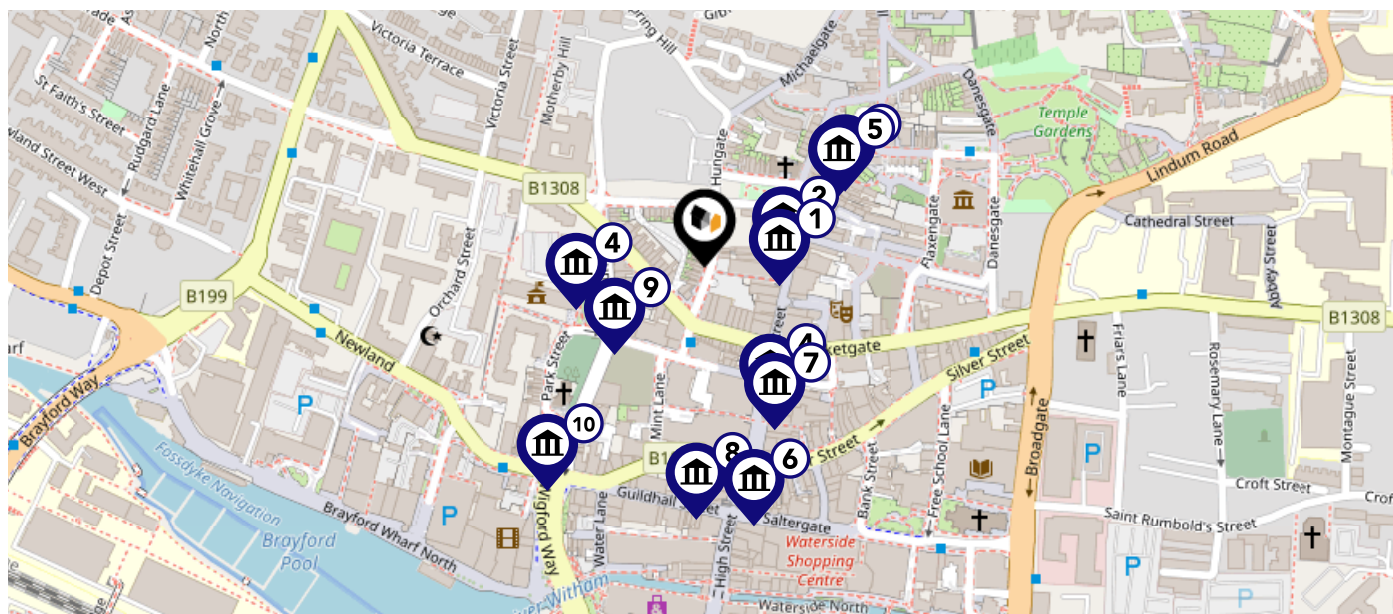 Victoria Terrace
Victoria Street
Motherby Hill
Spring Hill
Michaelgate
Hungate
Danesgate
Temple
Gardens
Lindum Road
St Faith's Street
Rudgard Lane
Whitehall Grove
North
Depot Street
Orchard Street
B1308
5
2
1
4
9
Flaxengate
Danesgate
Cathedral Street
Abbey Street
B199
B1308
Newland
Park Street
Mint Lane
4
7
Silver Street
Friars Lane
Rosemary Lane
Montague Street
Brayford Way
P
P
P
10
8
6
Street
Bank Street
Free School Lane
Broadgate
Fossdyke Navigation
Brayford
Pool
Brayford Wharf North
P
Wigford Way
Water Lane
Guildhall Street
High Street
Saltergate
Croft Street
Saint Rumbold's Street
Waterside
Shopping
Centre
Waterside North
P
P